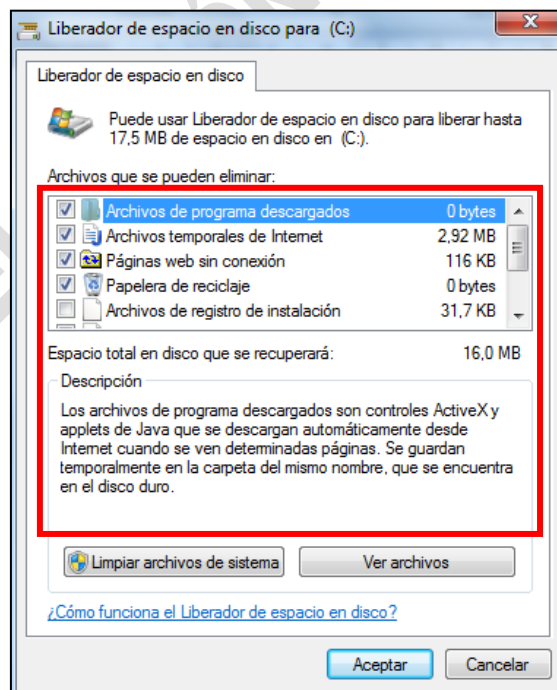 Liberador de espacio en disco para (C:)
Liberador de espacio en disco
Puede usar Liberador de espacio en disco para liberar hasta
17,5 MB de espacio en disco en (C:).
Archivos que se pueden eliminar:
Archivos de programa descargados 0 bytes
Archivos temporales de Internet 2,92 MB
Páginas web sin conexión 116 KB
Papelera de reciclaje 0 bytes
Archivos de registro de instalación 31,7 KB
Espacio total en disco que se recuperará: 16,0 MB
Descripción
Los archivos de programa descargados son controles ActiveX y
applets de Java que se descargan automáticamente desde
Internet cuando se ven determinadas páginas. Se guardan
temporalmente en la carpeta del mismo nombre, que se encuentra
en el disco duro.
Limpiar archivos de sistema Ver archivos
¿Cómo funciona el Liberador de espacio en disco?
Aceptar Cancelar